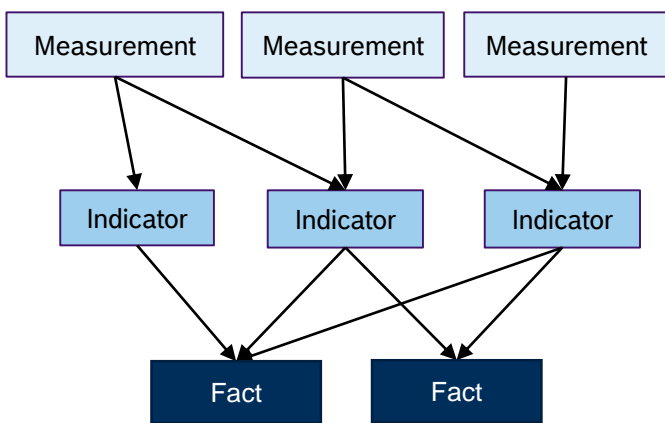 Measurement
Measurement
Measurement
Indicator
Indicator
Indicator
Fact
Fact